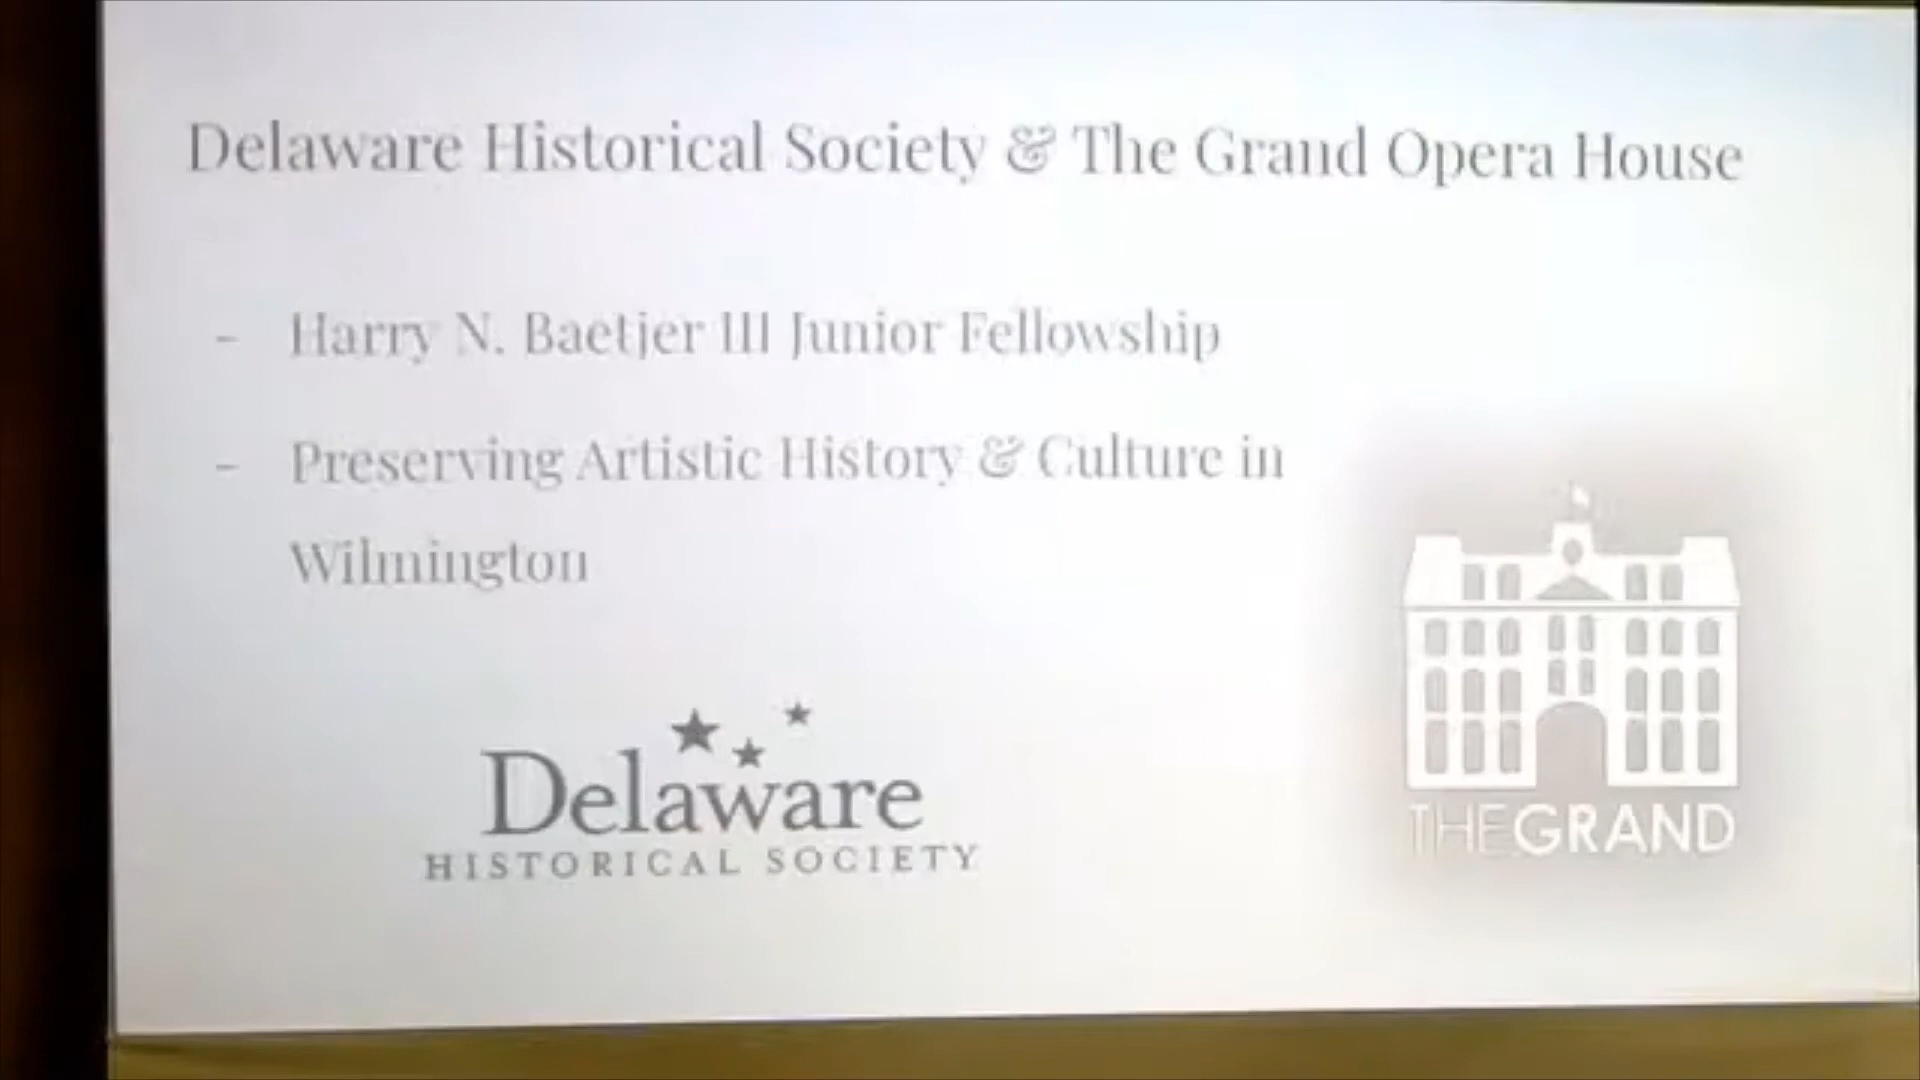 Delaware Historical Society & The Grand Opera House
- Harry N. Baetjer III Junior Fellowship
- Preserving Artistic History & Culture in
Wilmington
Delaware
HISTORICAL SOCIETY
THEGRAND